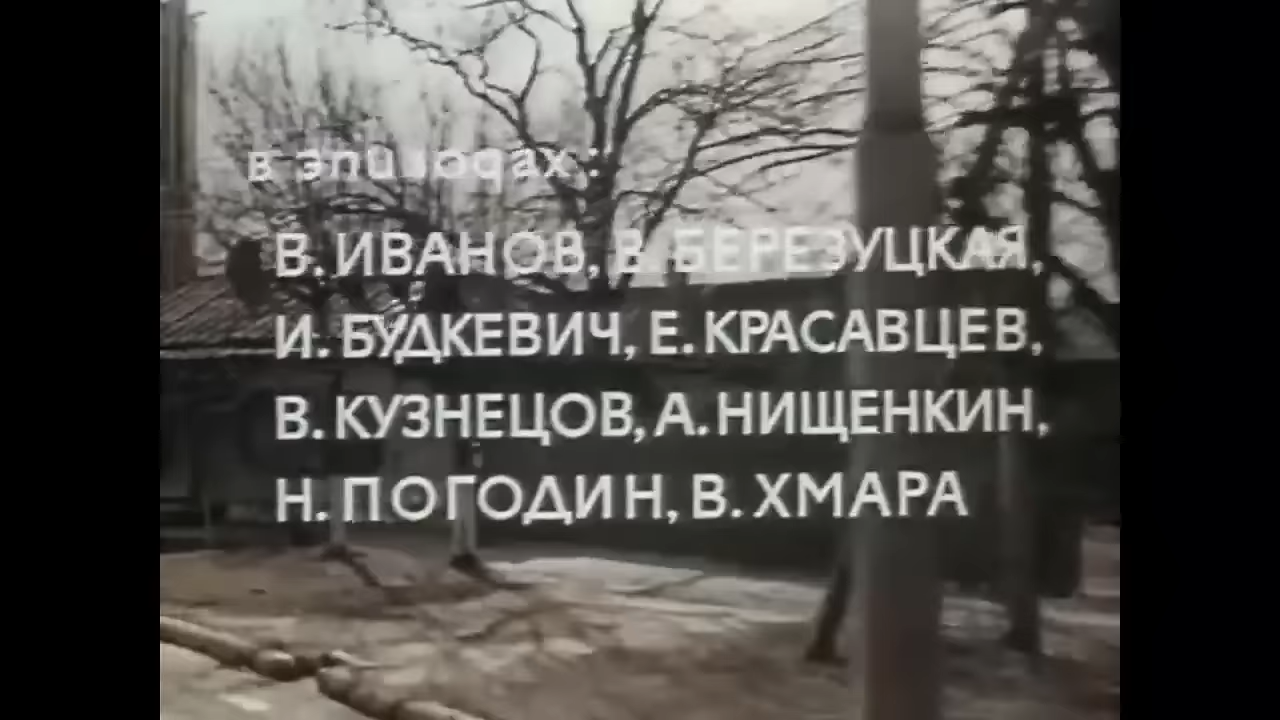 в эпизодах:
В. ИВАНОВ, В. БЕРЕЗУЦКАЯ,
И. БУДКЕВИЧ, Е. КРАСАВЦЕВ,
В. КУЗНЕЦОВ, А. НИЩЕНКИН,
Н. ПОГОДИН, В. ХМАРА